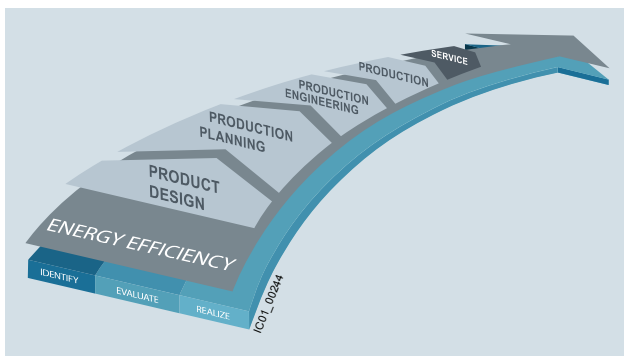 SERVICE
PRODUCTION
PRODUCTION
ENGINEERING
PRODUCTION
PLANNING
PRODUCT
DESIGN
ENERGY EFFICIENCY
IDENTIFY
EVALUATE
REALIZE
IC01_00244